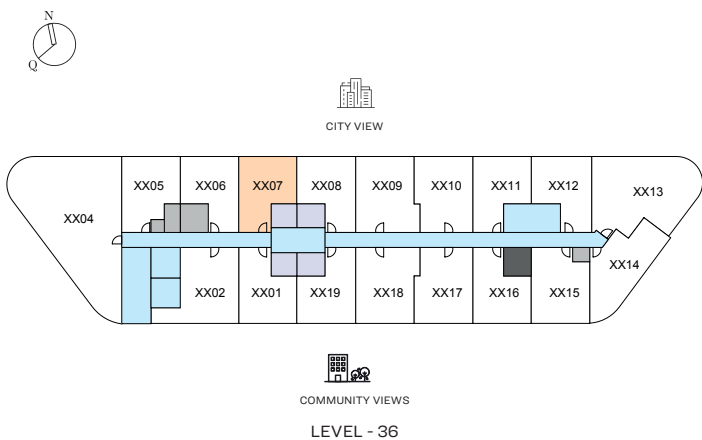 N
Q
CITY VIEW
XX05 XX06 XX07 XX08 XX09 XX10 XX11 XX12
XX04 XX13
XX14
XX02 XX01 XX19 XX18 XX17 XX16 XX15
COMMUNITY VIEWS
LEVEL - 36